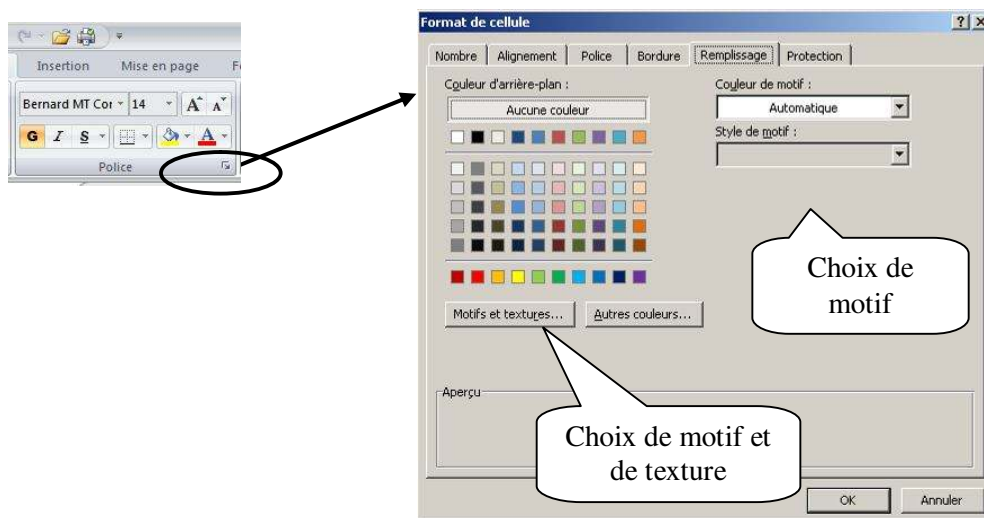 Insertion Mise en page F
Bernard MT Cor 14 A A
G I S A
Police
Format de cellule
Nombre Alignement Police Bordure Remplissage Protection
Couleur d'arrière-plan :
Aucune couleur
Couleur de motif :
Automatique
Style de motif :
Choix de
motif
Motifs et textures... Autres couleurs...
Aperçu
Choix de motif et
de texture
OK Annuler